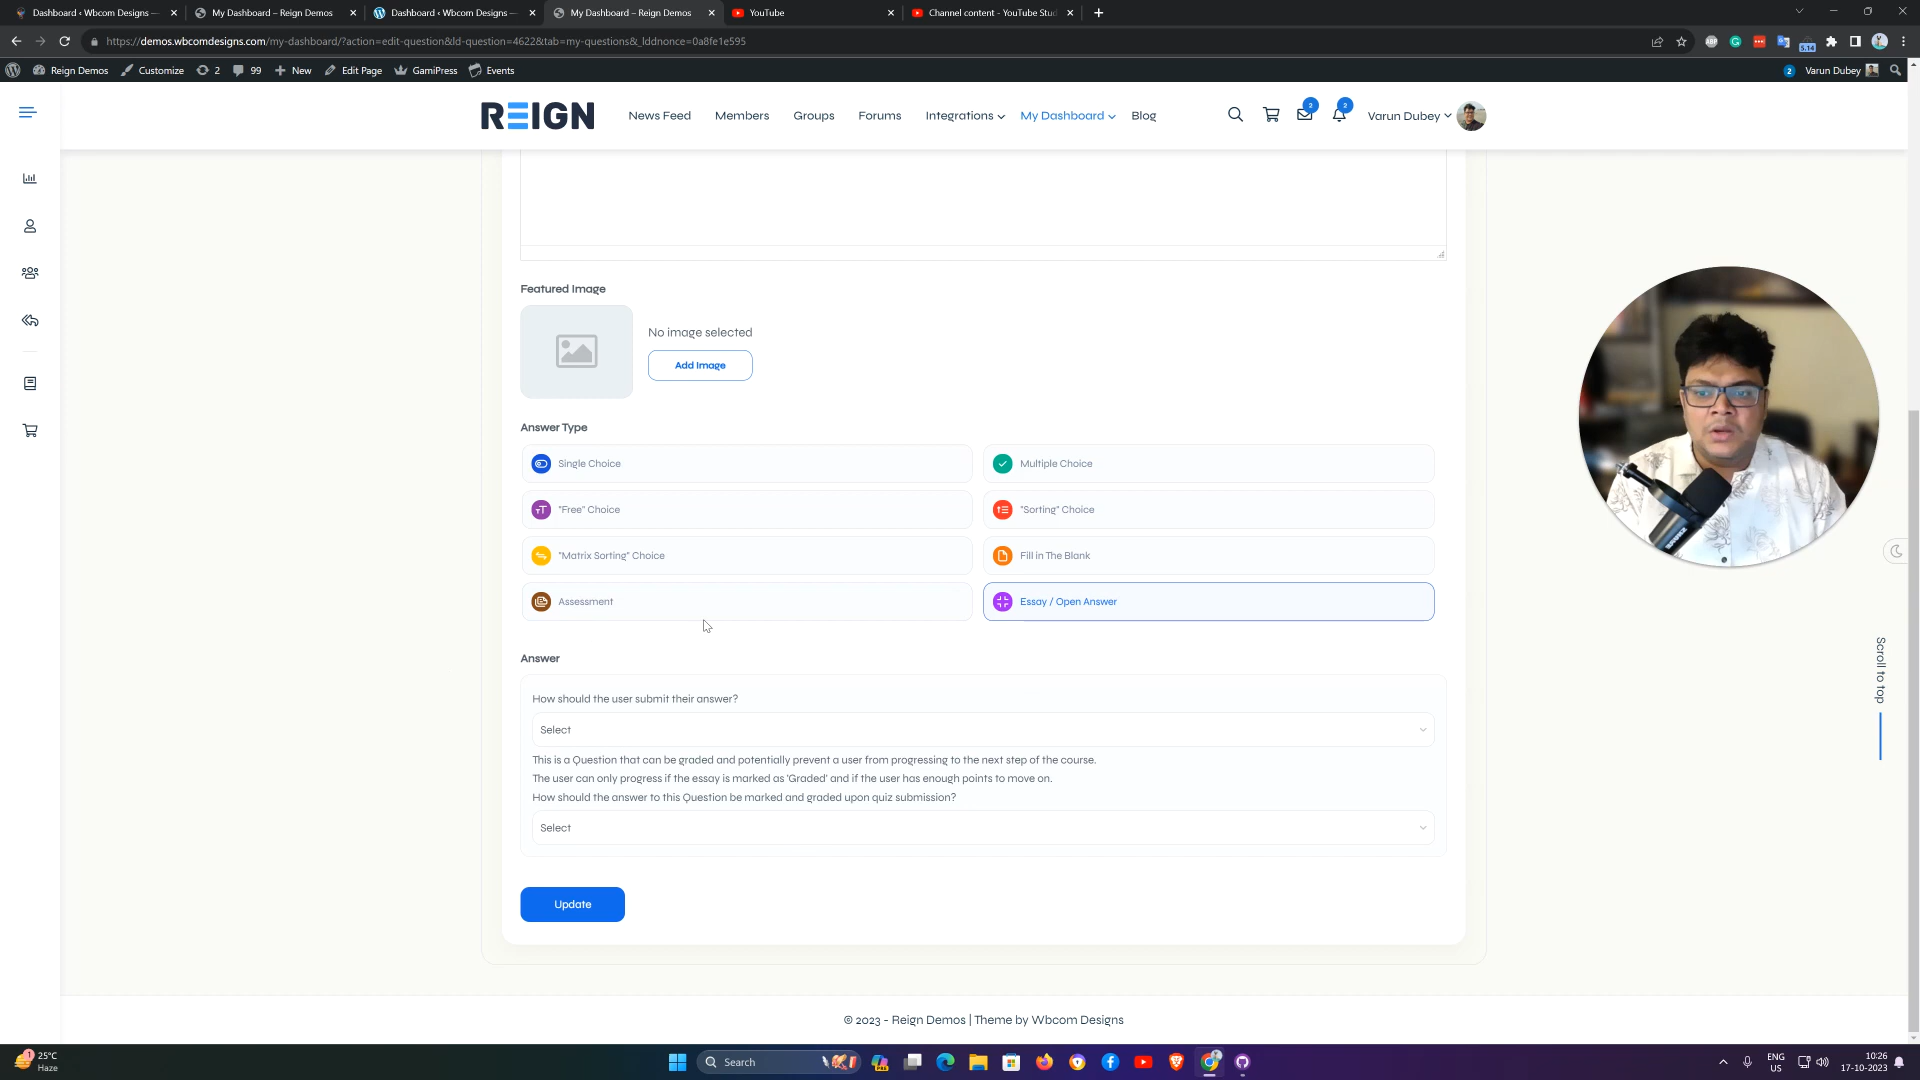 Dashboard ‹ Wbcom Designs —
My Dashboard – Reign Demos
Dashboard ‹ Wbcom Designs —
My Dashboard – Reign Demos
YouTube
Channel content - YouTube Stud
https://demos.wbcomdesigns.com/my-dashboard/?action=edit-question&ld-question=4622&tab=my-questions&_lddnonce=0a8fe1e595
5.14
Reign Demos
Customize
2
99
New
Edit Page
GamiPress
Events
2
Varun Dubey
REIGN
News Feed
Members
Groups
Forums
Integrations
My Dashboard
Blog
2
2
Varun Dubey
Featured Image
No image selected
Add Image
Answer Type
Single Choice
Multiple Choice
"Free" Choice
"Sorting" Choice
"Matrix Sorting" Choice
Fill in The Blank
Assessment
Essay / Open Answer
Answer
How should the user submit their answer?
Select
This is a Question that can be graded and potentially prevent a user from progressing to the next step of the course.
The user can only progress if the essay is marked as 'Graded' and if the user has enough points to move on.
How should the answer to this Question be marked and graded upon quiz submission?
Select
Update
Scroll to top
© 2023 - Reign Demos | Theme by Wbcom Designs
1
25°C
Haze
Search
ENG
US
10:26
17-10-2023